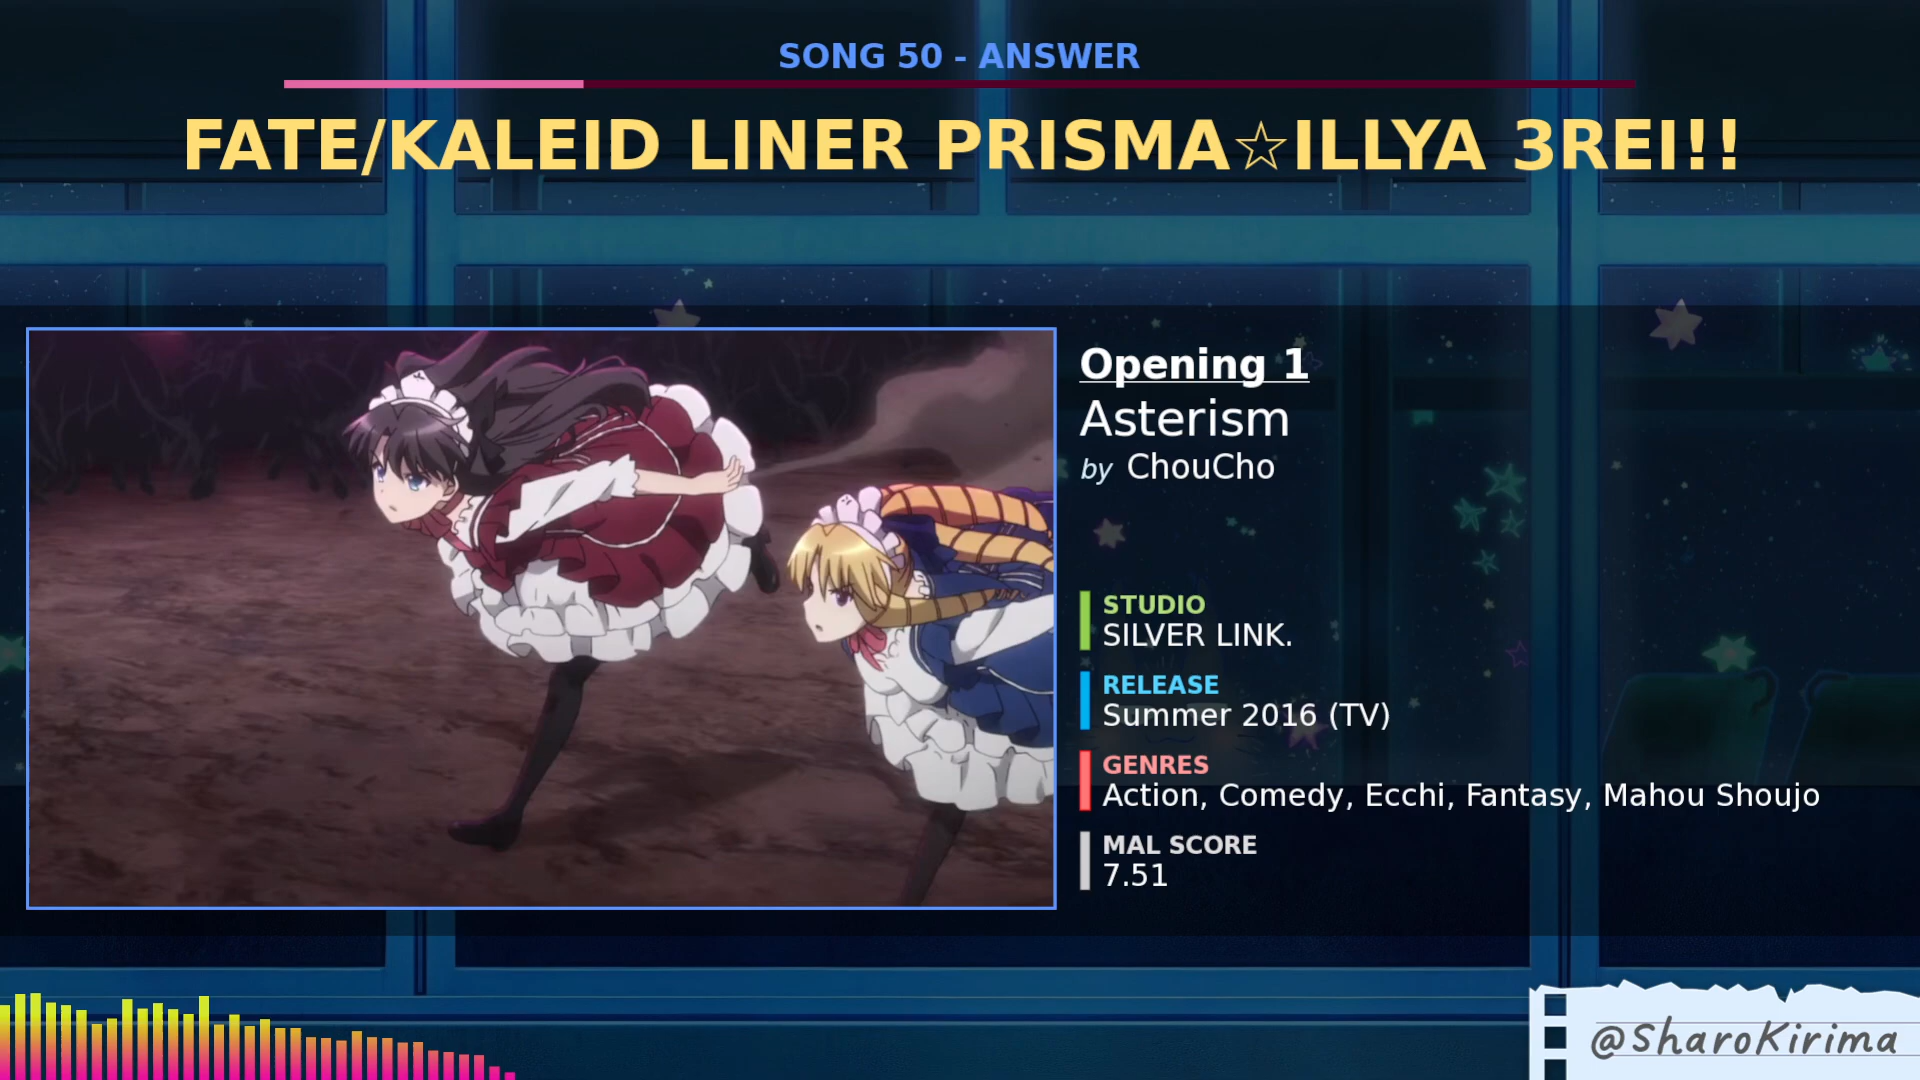 SONG 50 - ANSWER
FATE/KALEID LINER PRISMA☆ILLYA 3REI!!
Opening 1
Asterism
by ChouCho
STUDIO
SILVER LINK.
RELEASE
Summer 2016 (TV)
GENRES
Action, Comedy, Ecchi, Fantasy, Mahou Shoujo
MAL SCORE
7.51
@SharoKirima